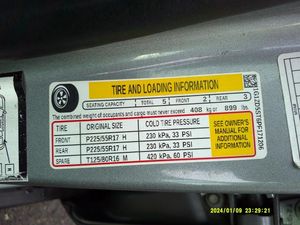 TIRE AND LOADING INFORMATION
SEATING CAPACITY TOTAL 5 FRONT 2 REAR 3
The combined weight of occupants and cargo must never exceed 408 kg or 899 lbs.
TIRE ORIGINAL SIZE COLD TIRE PRESSURE
FRONT P225/55R17 H 230 kPa, 33 PSI
REAR P225/55R17 H 230 kPa, 33 PSI
SPARE T125/80R16 M 420 kPa, 60 PSI
SEE OWNER'S
MANUAL FOR
ADDITIONAL
INFORMATION
2024/01/09 23:29:21